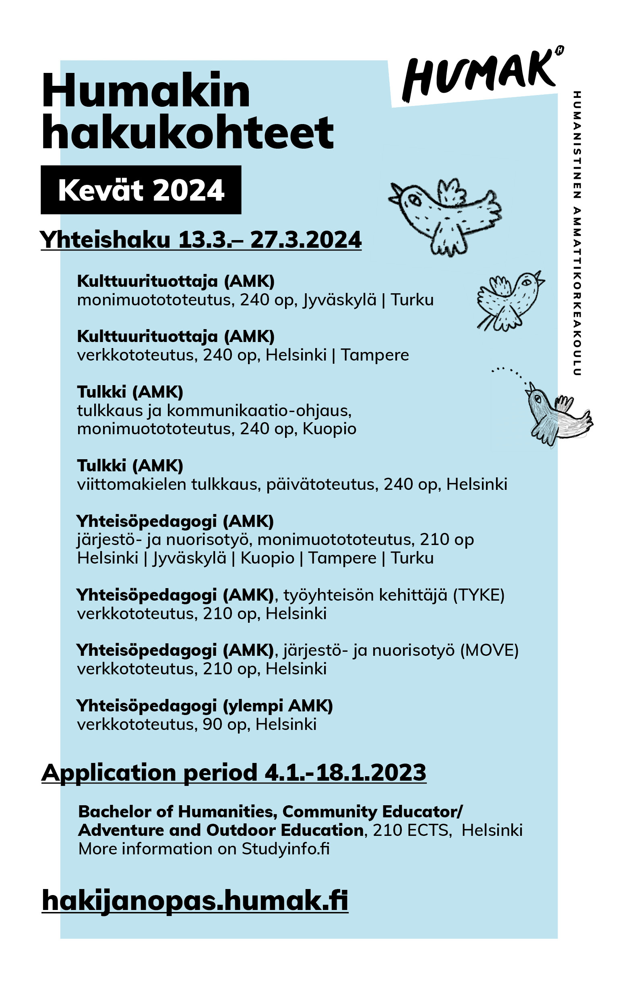 HUMAK
H
HUMANISTINEN AMMATTIKORKEAKOULU
Humakin
hakukohteet
Kevät 2024
Yhteishaku 13.3.– 27.3.2024
Kulttuurituottaja (AMK)
monimuotototeutus, 240 op, Jyväskylä | Turku
Kulttuurituottaja (AMK)
verkkototeutus, 240 op, Helsinki | Tampere
Tulkki (AMK)
tulkkaus ja kommunikaatio-ohjaus,
monimuotototeutus, 240 op, Kuopio
Tulkki (AMK)
viittomakielen tulkkaus, päivätoteutus, 240 op, Helsinki
Yhteisöpedagogi (AMK)
järjestö- ja nuorisotyö, monimuotototeutus, 210 op
Helsinki | Jyväskylä | Kuopio | Tampere | Turku
Yhteisöpedagogi (AMK), työyhteisön kehittäjä (TYKE)
verkkototeutus, 210 op, Helsinki
Yhteisöpedagogi (AMK), järjestö- ja nuorisotyö (MOVE)
verkkototeutus, 210 op, Helsinki
Yhteisöpedagogi (ylempi AMK)
verkkototeutus, 90 op, Helsinki
Application period 4.1.-18.1.2023
Bachelor of Humanities, Community Educator/
Adventure and Outdoor Education, 210 ECTS,  Helsinki
More information on Studyinfo.fi
hakijanopas.humak.fi